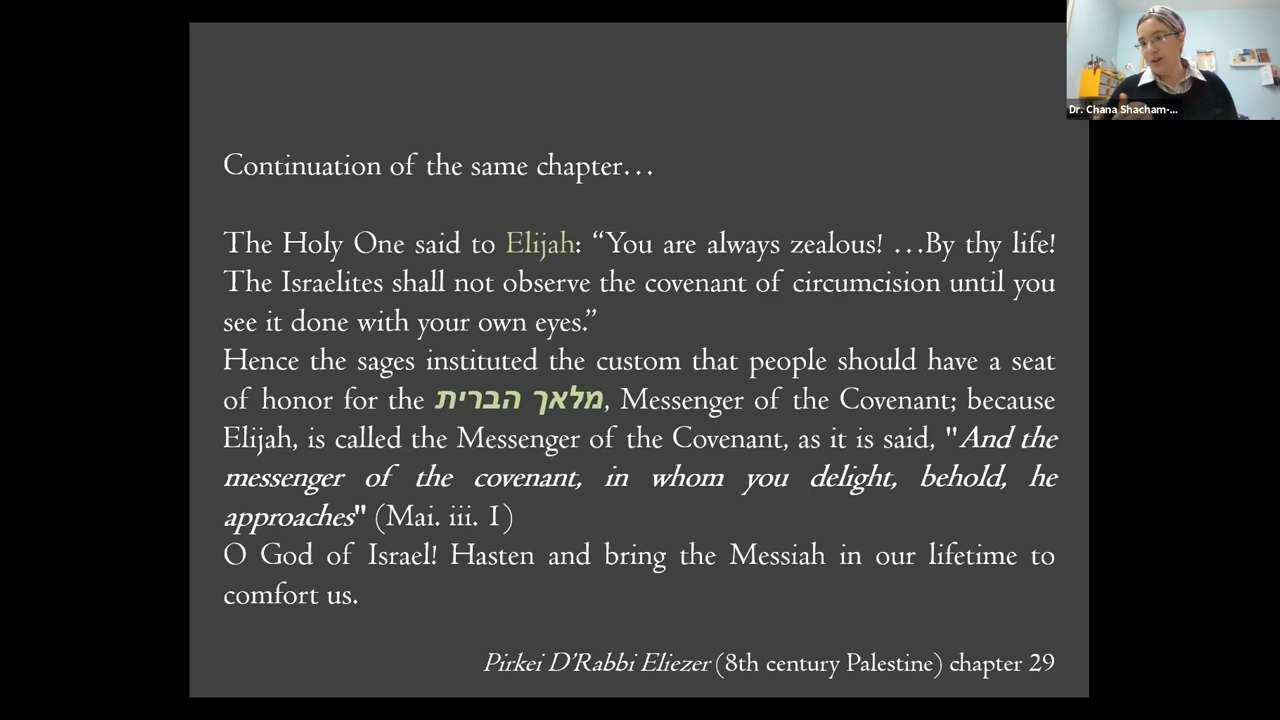 Dr. Chana Shacham-...
Continuation of the same chapter…
The Holy One said to Elijah: “You are always zealous! …By thy life!
The Israelites shall not observe the covenant of circumcision until you
see it done with your own eyes.”
Hence the sages instituted the custom that people should have a seat
of honor for the מלאך הברית, Messenger of the Covenant; because
Elijah, is called the Messenger of the Covenant, as it is said, "And the
messenger of the covenant, in whom you delight, behold, he
approaches" (Mai. iii. I)
O God of Israel! Hasten and bring the Messiah in our lifetime to
comfort us.
Pirkei D’Rabbi Eliezer (8th century Palestine) chapter 29